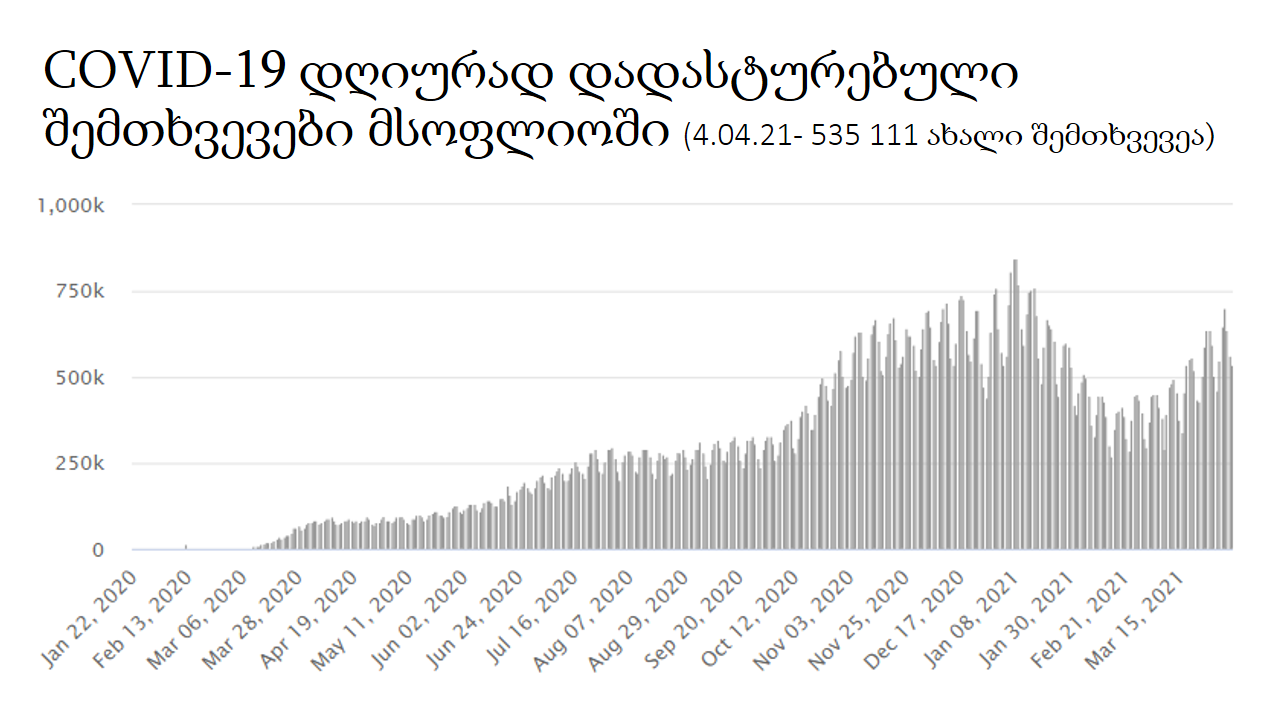 COVID-19 დღიურად დადასტურებული
შემთხვევები მსოფლიოში (4.04.21- 535 111 ახალი შემთხვევეა)
1,000k
750k
500k
250k
0
Jan 22, 2020
Feb 13, 2020
Mar 06, 2020
Mar 28, 2020
Apr 19, 2020
May 11, 2020
Jun 02, 2020
Jun 24, 2020
Jul 16, 2020
Aug 07, 2020
Aug 29, 2020
Sep 20, 2020
Oct 12, 2020
Nov 03, 2020
Nov 25, 2020
Dec 17, 2020
Jan 08, 2021
Jan 30, 2021
Feb 21, 2021
Mar 15, 2021